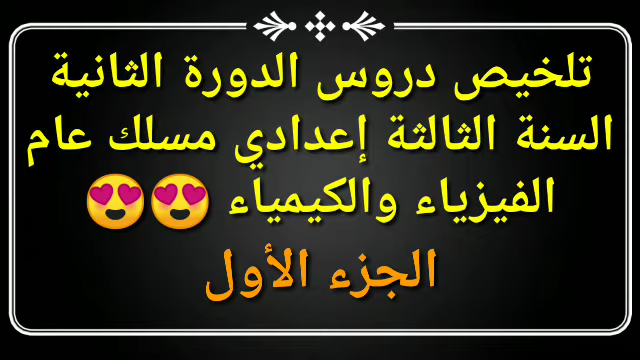 تلخيص دروس الدورة الثانية
السنة الثالثة إعدادي مسلك عام
الفيزياء والكيمياء 😍😍
الجزء الأول